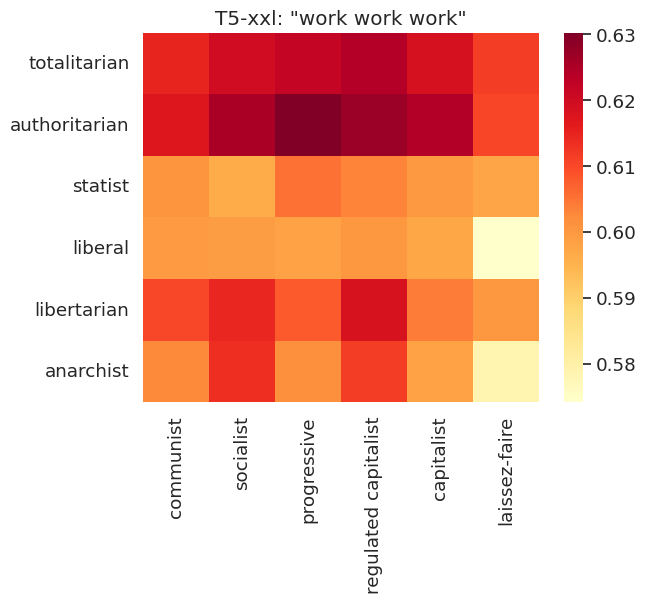 T5-xxl: "work work work"
totalitarian
authoritarian
statist
liberal
libertarian
anarchist
communist
socialist
progressive
regulated capitalist
capitalist
laissez-faire
0.63
0.62
0.61
0.60
0.59
0.58